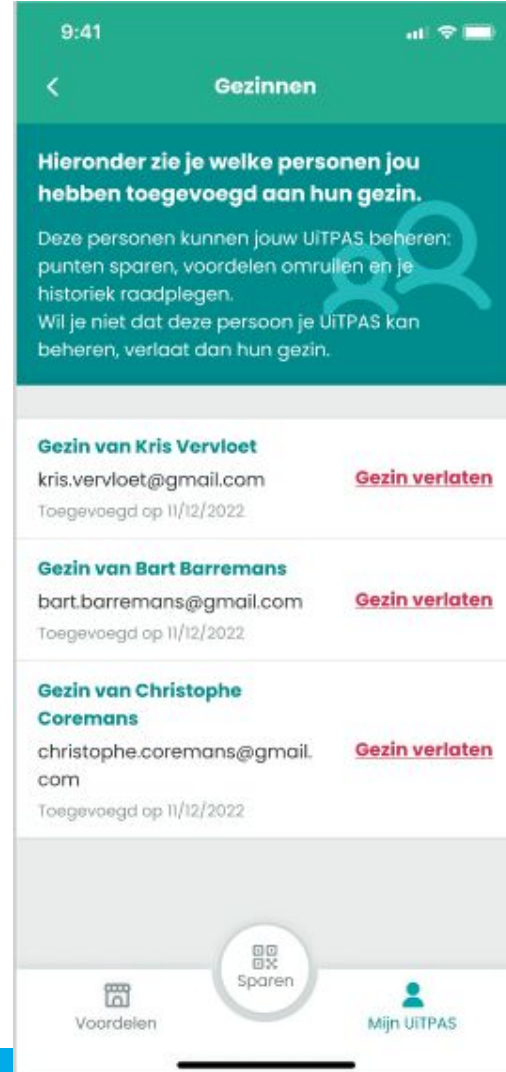 9:41
Gezinnen
Hieronder zie je welke personen jou
hebben toegevoegd aan hun gezin.
Deze personen kunnen jouw UiTPAS beheren:
punten sparen, voordelen omruilen en je
historiek raadplegen.
Wil je niet dat deze persoon je UiTPAS kan
beheren, verlaat dan hun gezin.
Gezin van Kris Vervloet
kris.vervloet@gmail.com
Gezin verlaten
Toegevoegd op 11/12/2022
Gezin van Bart Barremans
bart.barremans@gmail.com
Gezin verlaten
Toegevoegd op 11/12/2022
Gezin van Christophe
Coremans
christophe.coremans@gmail.
com
Gezin verlaten
Toegevoegd op 11/12/2022
Sparen
Voordelen
Mijn UiTPAS